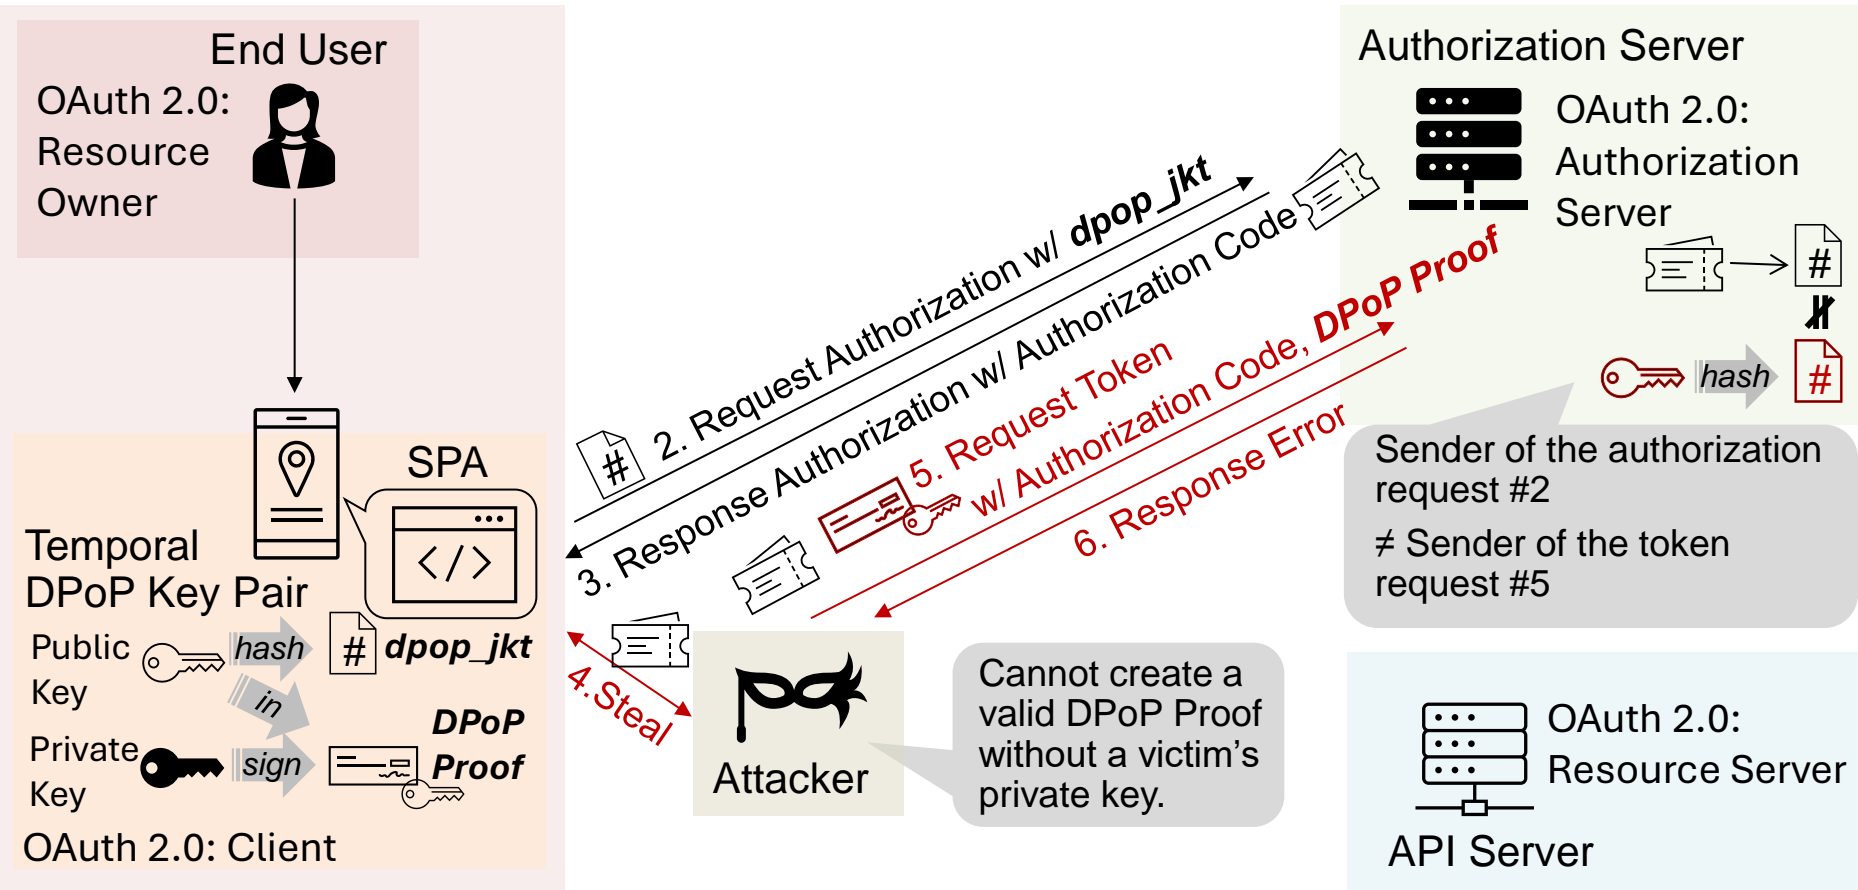 End User
OAuth 2.0:
Resource
Owner
SPA
</>
Temporal
DPoP Key Pair
Public
Key
hash
#
dpop_jkt
in
Private
Key
sign
DPoP
Proof
OAuth 2.0: Client
# 2. Request Authorization w/ dpop_jkt
3. Response Authorization w/ Authorization Code
4.Steal
5. Request Token
w/ Authorization Code, DPoP Proof
6. Response Error
Attacker
Cannot create a
valid DPoP Proof
without a victim’s
private key.
Authorization Server
OAuth 2.0:
Authorization
Server
#
hash
#
Sender of the authorization
request #2
≠ Sender of the token
request #5
OAuth 2.0:
Resource Server
API Server